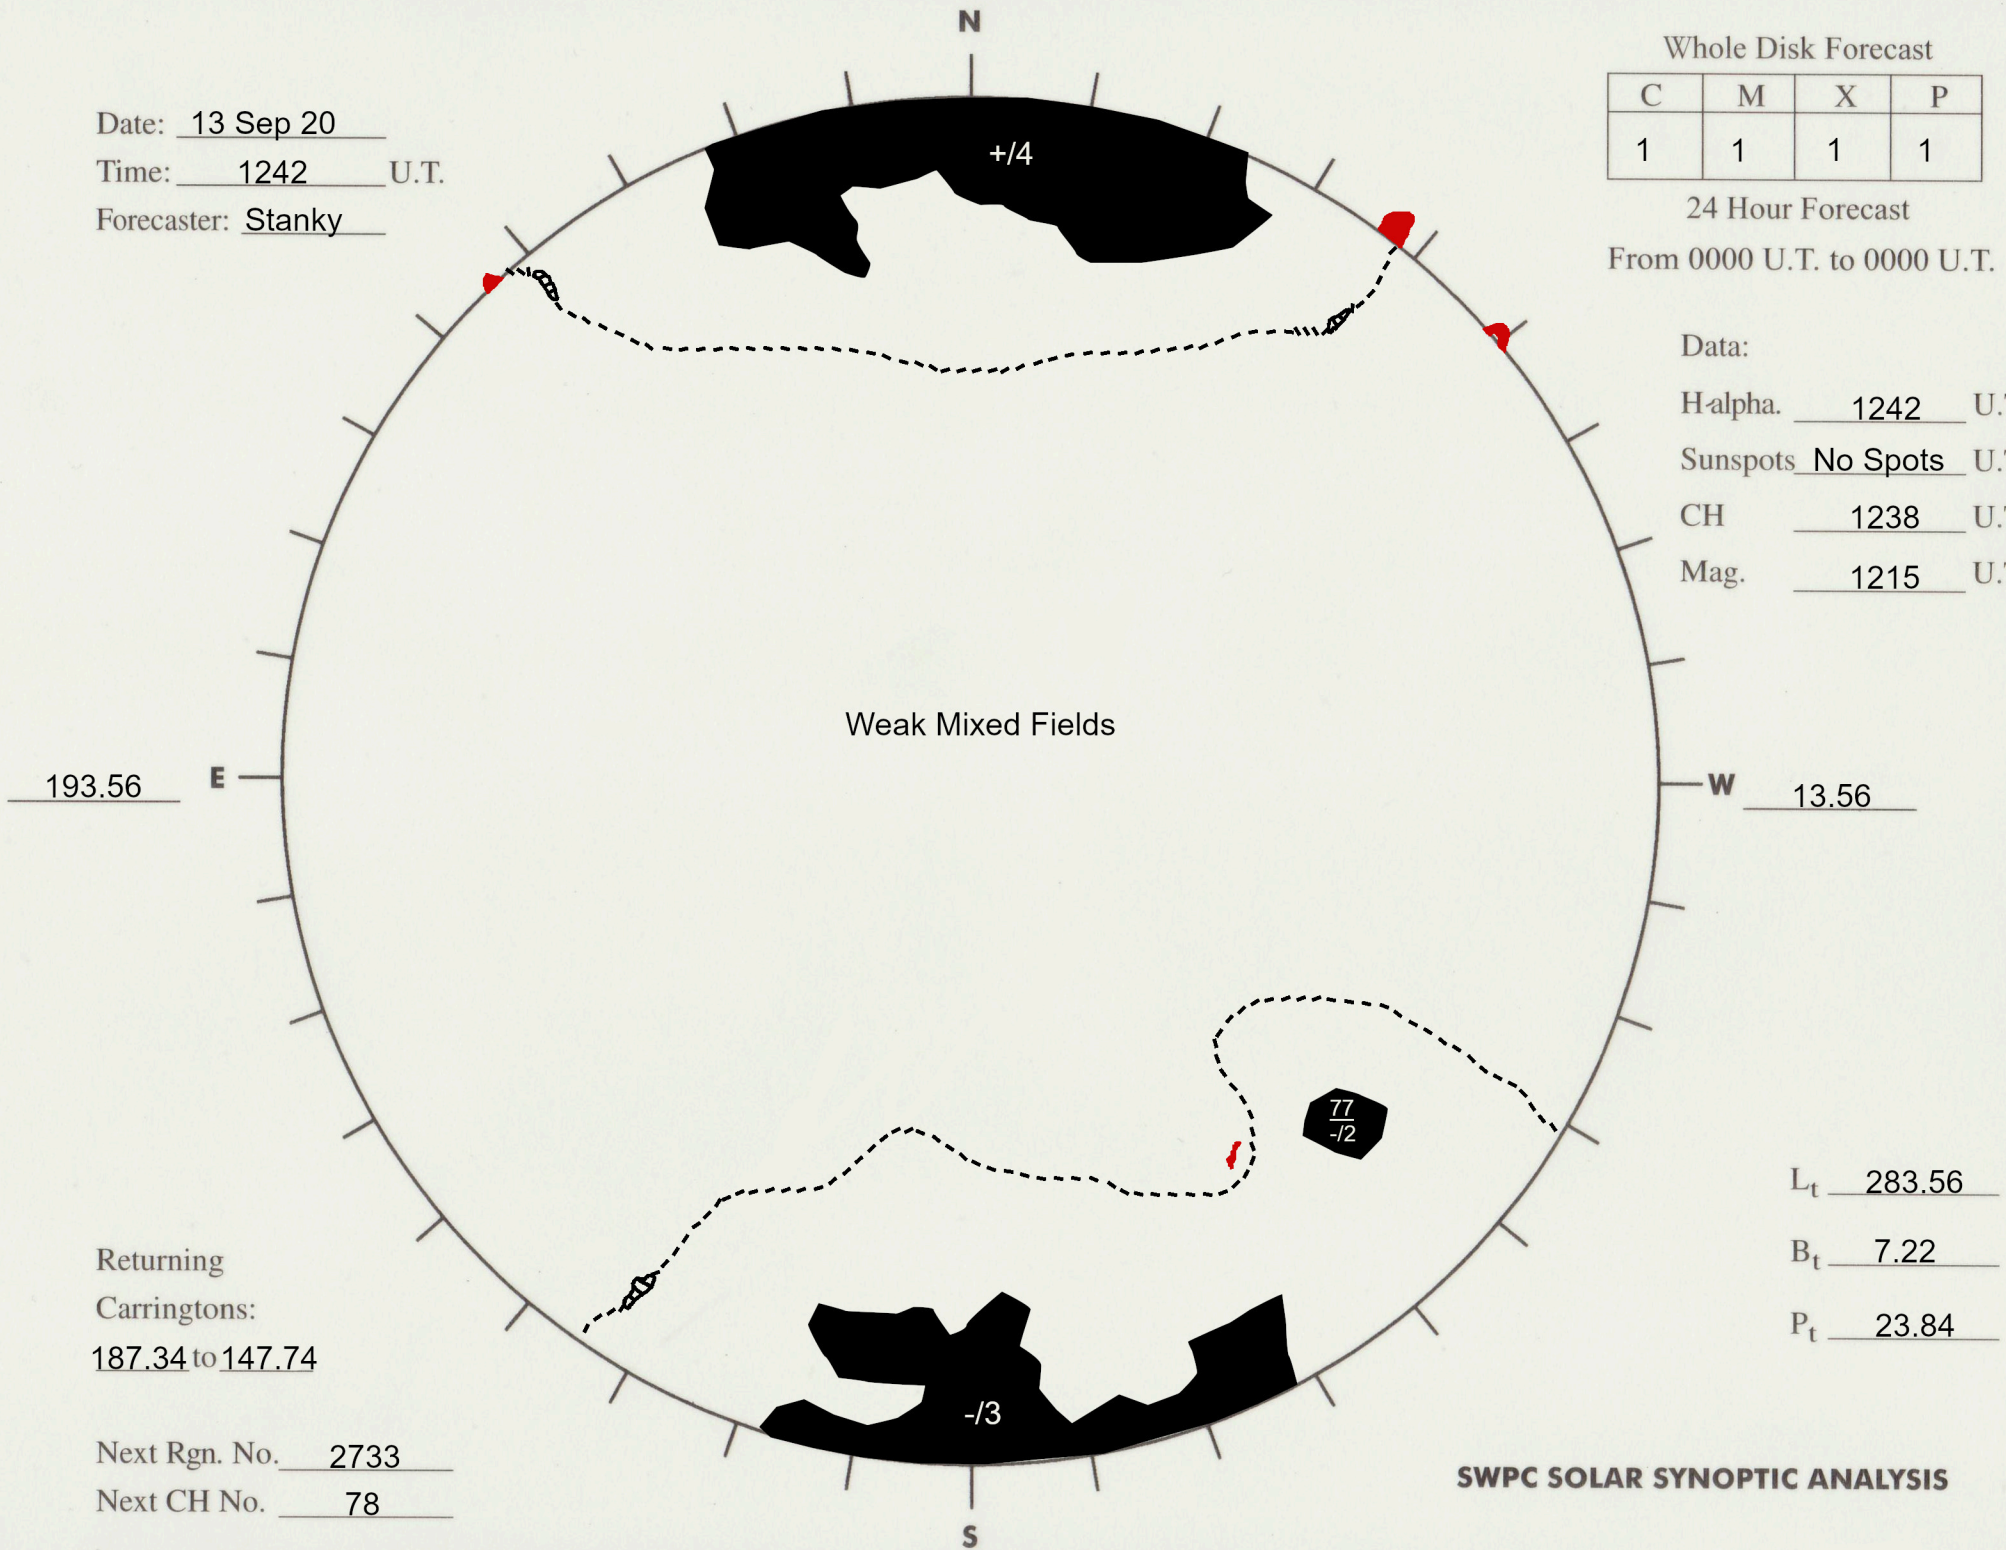 N
Date: 13 Sep 20
Time: 1242 U.T.
Forecaster: Stanky
Whole Disk Forecast
C M X P
1 1 1 1
24 Hour Forecast
From 0000 U.T. to 0000 U.T.
+/4
Data:
H-alpha. 1242 U.T
Sunspots No Spots U.T
CH 1238 U.T
Mag. 1215 U.T
Weak Mixed Fields
193.56 E
W 13.56
77
-/2
Lt 283.56
Bt 7.22
Pt 23.84
Returning
Carringtons:
187.34 to 147.74
-/3
Next Rgn. No. 2733
Next CH No. 78
SWPC SOLAR SYNOPTIC ANALYSIS
S